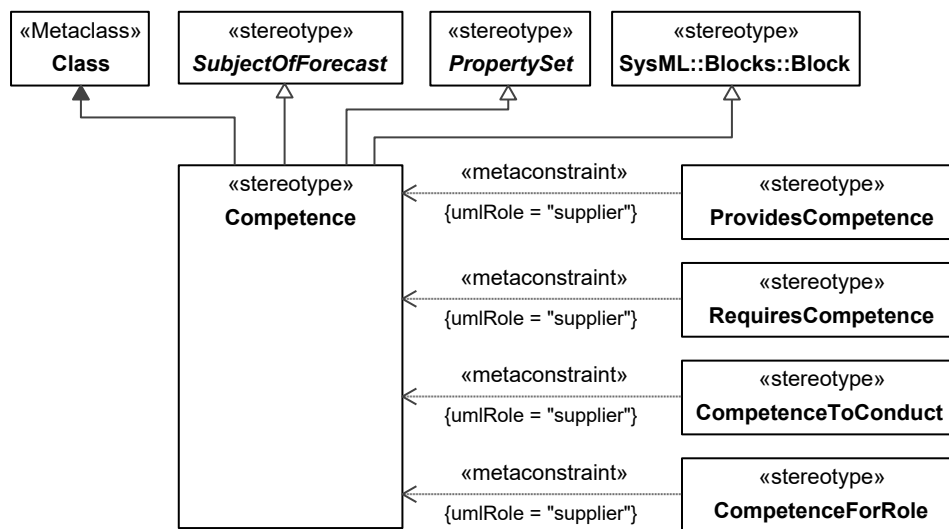 «Metaclass»
Class
«stereotype»
SubjectOfForecast
«stereotype»
PropertySet
«stereotype»
SysML::Blocks::Block
«stereotype»
Competence
«metaconstraint»
{umlRole = "supplier"}
«stereotype»
ProvidesCompetence
«metaconstraint»
{umlRole = "supplier"}
«stereotype»
RequiresCompetence
«metaconstraint»
{umlRole = "supplier"}
«stereotype»
CompetenceToConduct
«metaconstraint»
{umlRole = "supplier"}
«stereotype»
CompetenceForRole